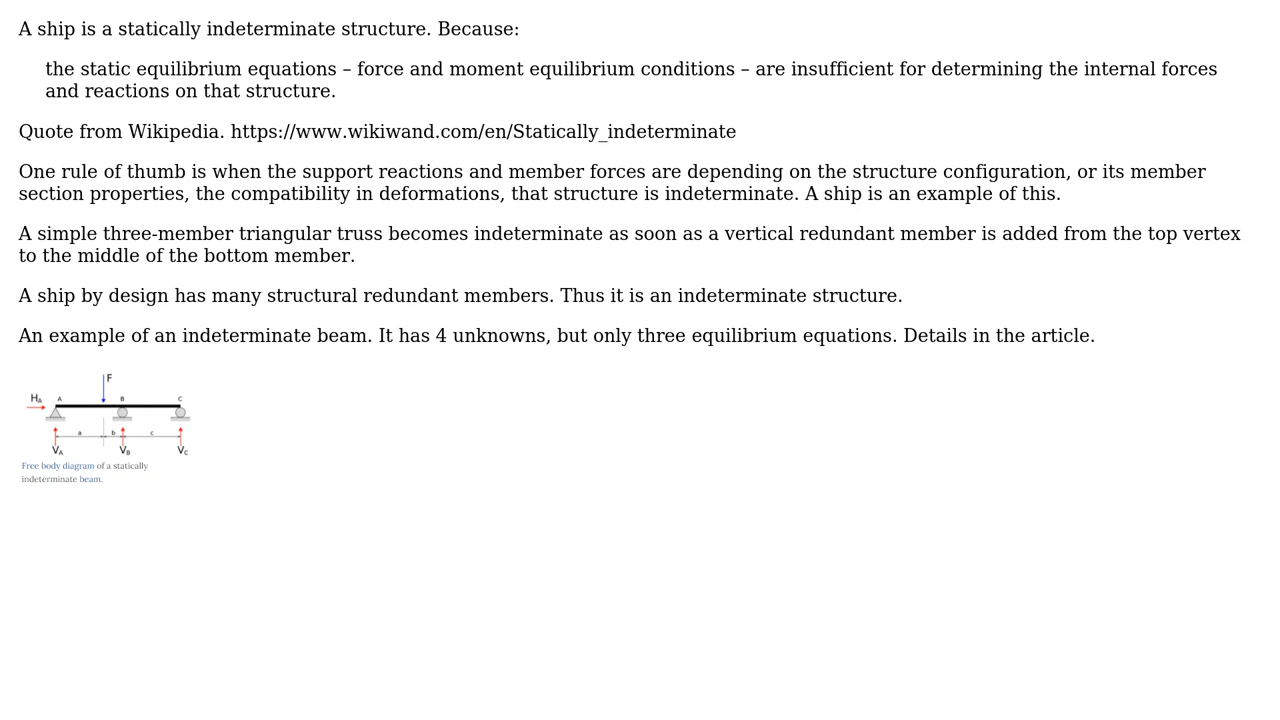 A ship is a statically indeterminate structure. Because:
the static equilibrium equations – force and moment equilibrium conditions – are insufficient for determining the internal forces
and reactions on that structure.
Quote from Wikipedia. https://www.wikiwand.com/en/Statically_indeterminate
One rule of thumb is when the support reactions and member forces are depending on the structure configuration, or its member
section properties, the compatibility in deformations, that structure is indeterminate. A ship is an example of this.
A simple three-member triangular truss becomes indeterminate as soon as a vertical redundant member is added from the top vertex
to the middle of the bottom member.
A ship by design has many structural redundant members. Thus it is an indeterminate structure.
An example of an indeterminate beam. It has 4 unknowns, but only three equilibrium equations. Details in the article.
F
HA A B C
a b c
VA VB VC
Free body diagram of a statically
indeterminate beam.